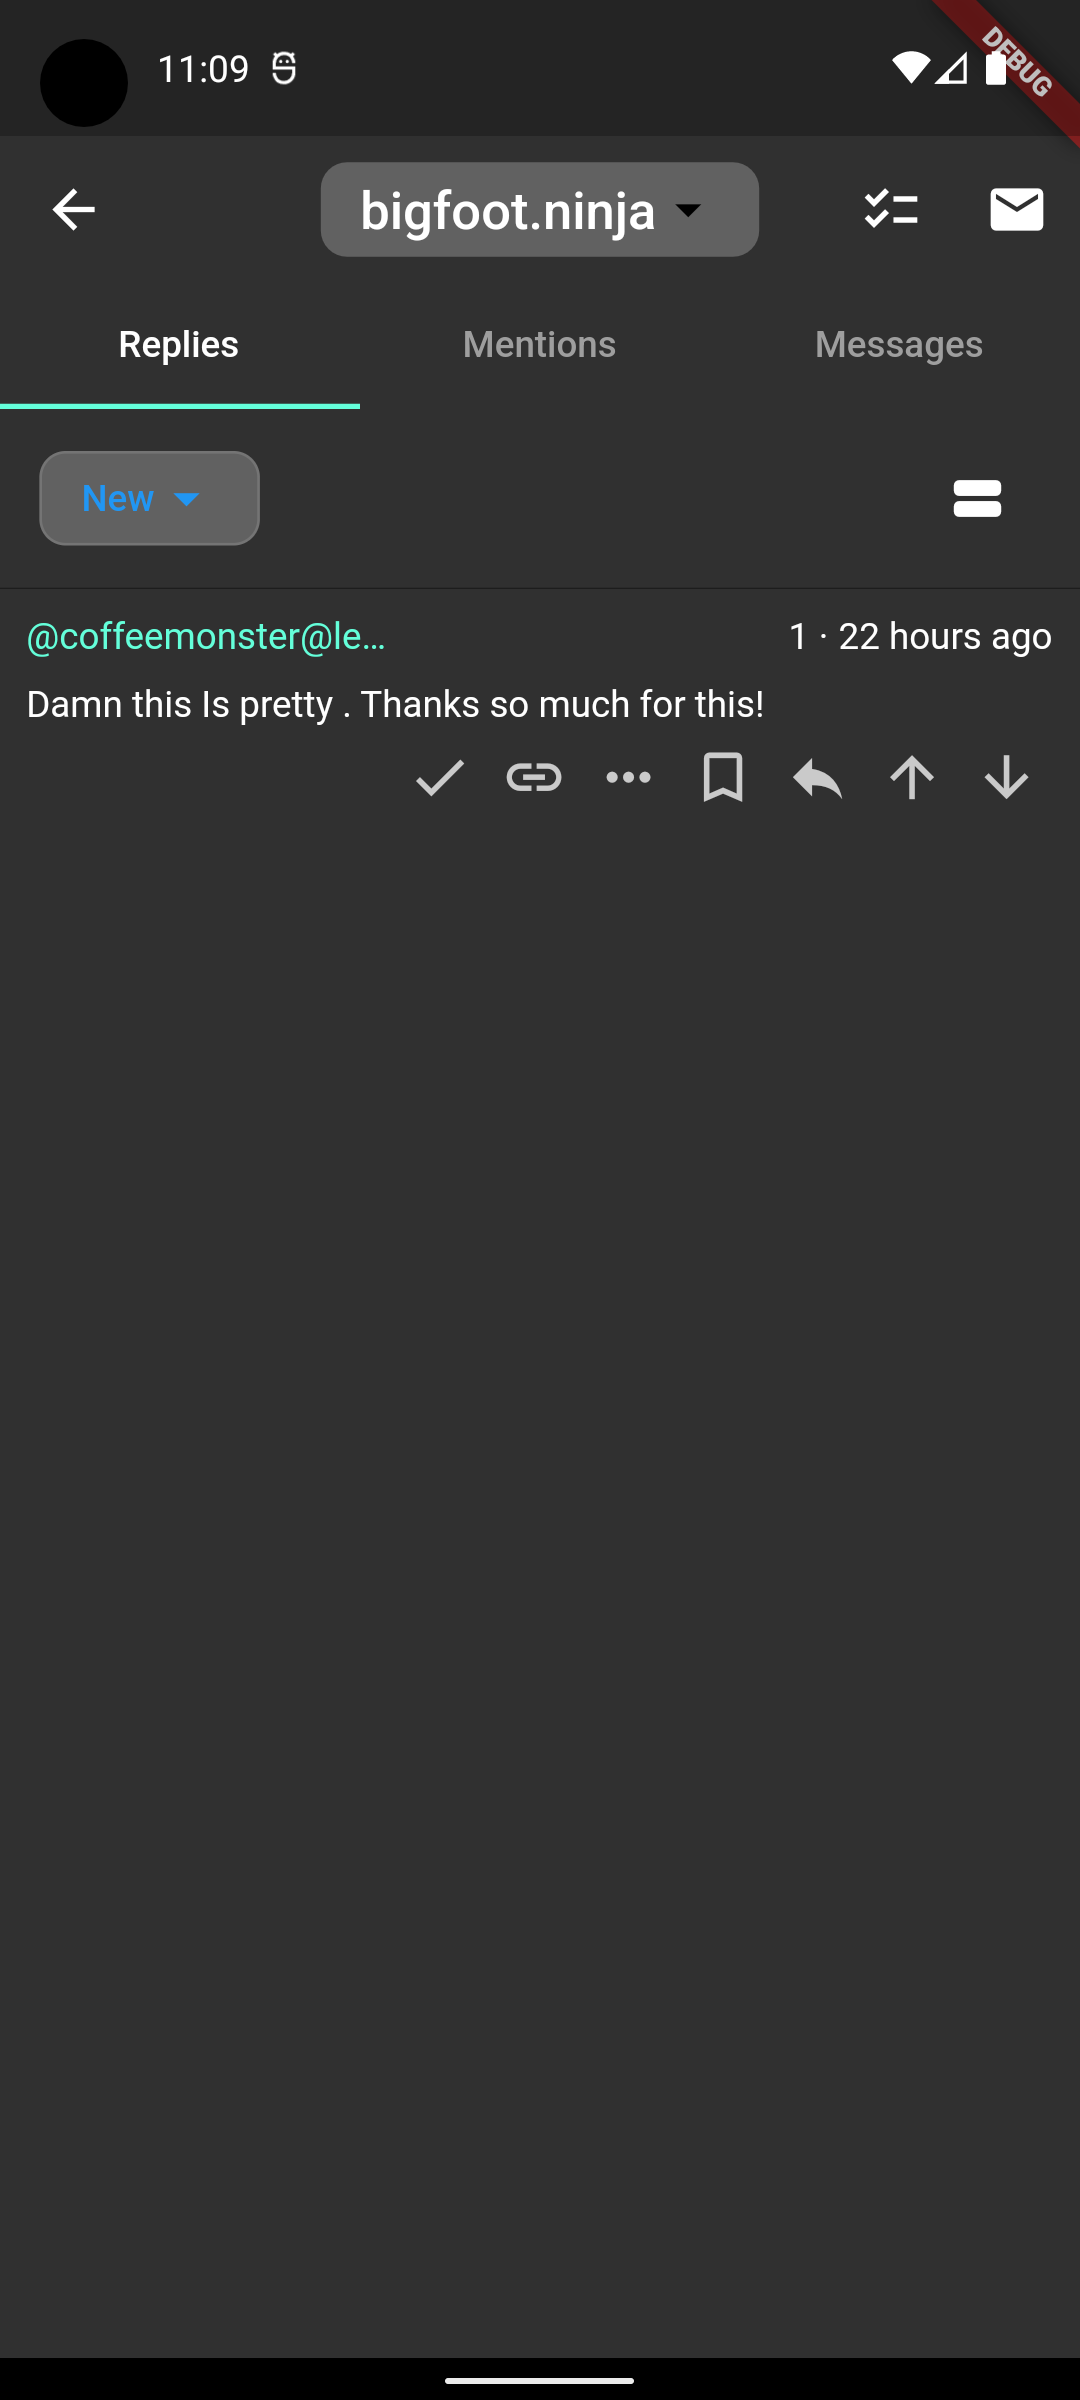 11:09
DEBUG
bigfoot.ninja
Replies Mentions Messages
New
@coffeemonster@le... 1 · 22 hours ago
Damn this Is pretty . Thanks so much for this!